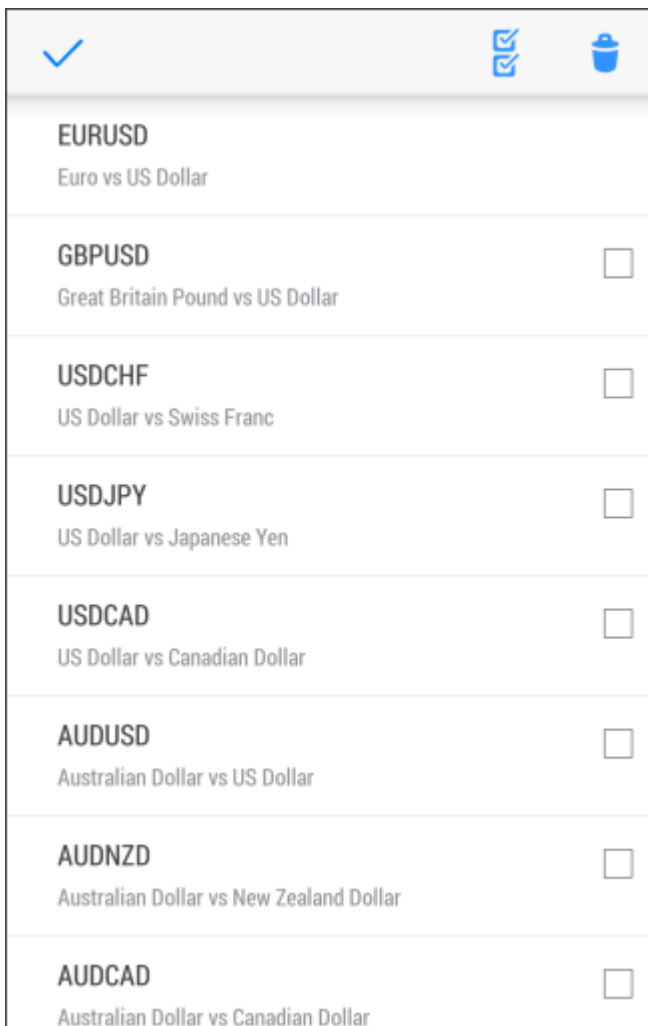 EURUSD
Euro vs US Dollar
GBPUSD
Great Britain Pound vs US Dollar
USDCHF
US Dollar vs Swiss Franc
USDJPY
US Dollar vs Japanese Yen
USDCAD
US Dollar vs Canadian Dollar
AUDUSD
Australian Dollar vs US Dollar
AUDNZD
Australian Dollar vs New Zealand Dollar
AUDCAD
Australian Dollar vs Canadian Dollar